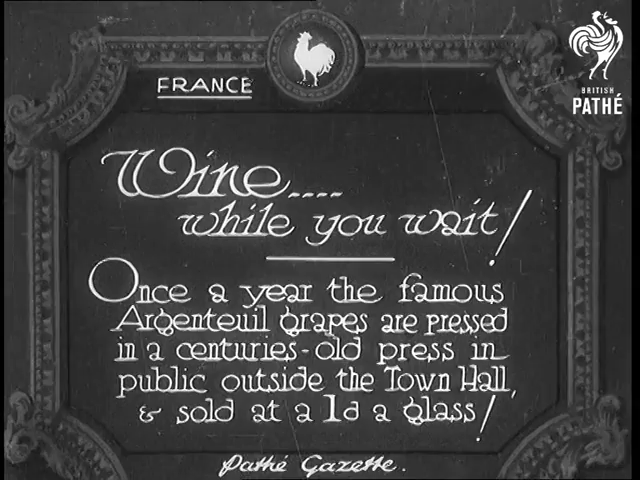 FRANCE
BRITISH
PATHÉ
Wine....
while you wait!
Once a year the famous
Argenteuil grapes are pressed
in a centuries-old press in
public outside the Town Hall,
& sold at a 1d a glass!
Pathé Gazette.